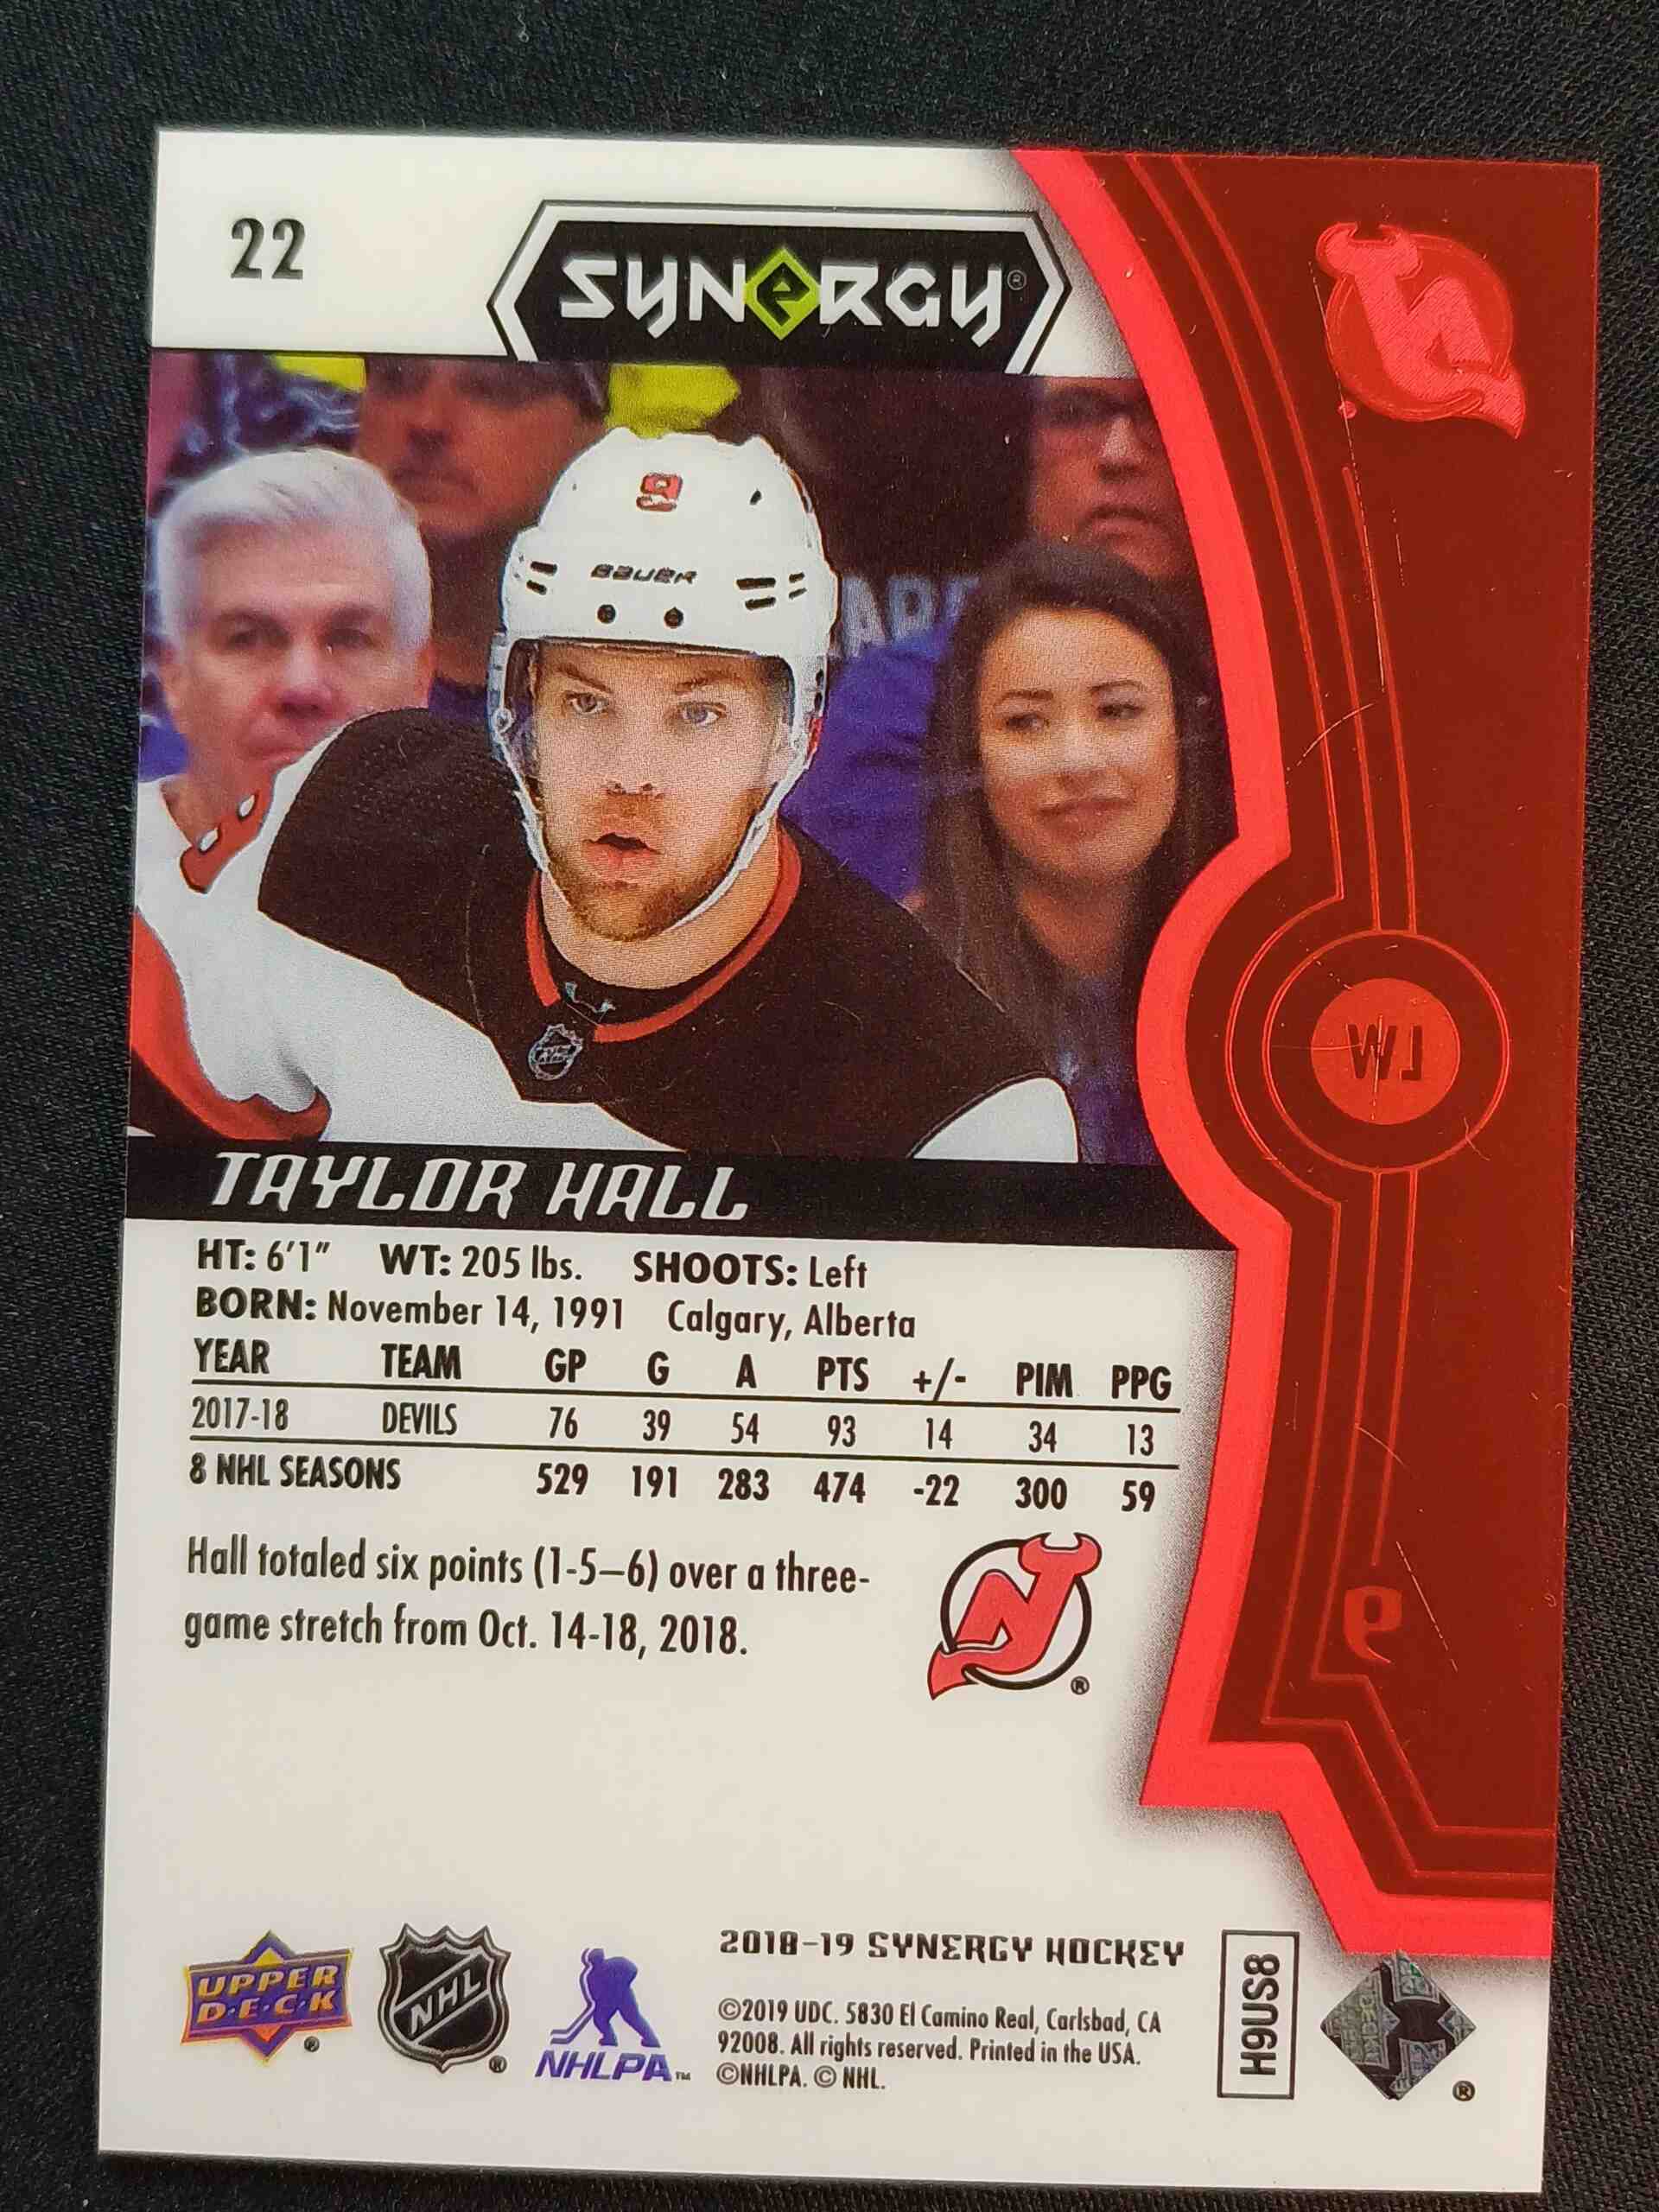 22
SYNeRGY®
9
BAUER
TAYLOR HALL
HT: 6'1" WT: 205 lbs. SHOOTS: Left
BORN: November 14, 1991 Calgary, Alberta
YEAR TEAM GP G A PTS +/- PIM PPG
2017-18 DEVILS 76 39 54 93 14 34 13
8 NHL SEASONS 529 191 283 474 -22 300 59
Hall totaled six points (1-5–6) over a three-
game stretch from Oct. 14-18, 2018.
®
LW
e
UPPER
D·E·C·K
®
NHL
®
NHLPA™
2018-19 SYNERGY HOCKEY
©2019 UDC. 5830 El Camino Real, Carlsbad, CA
92008. All rights reserved. Printed in the USA.
©NHLPA. © NHL.
H9US8
®